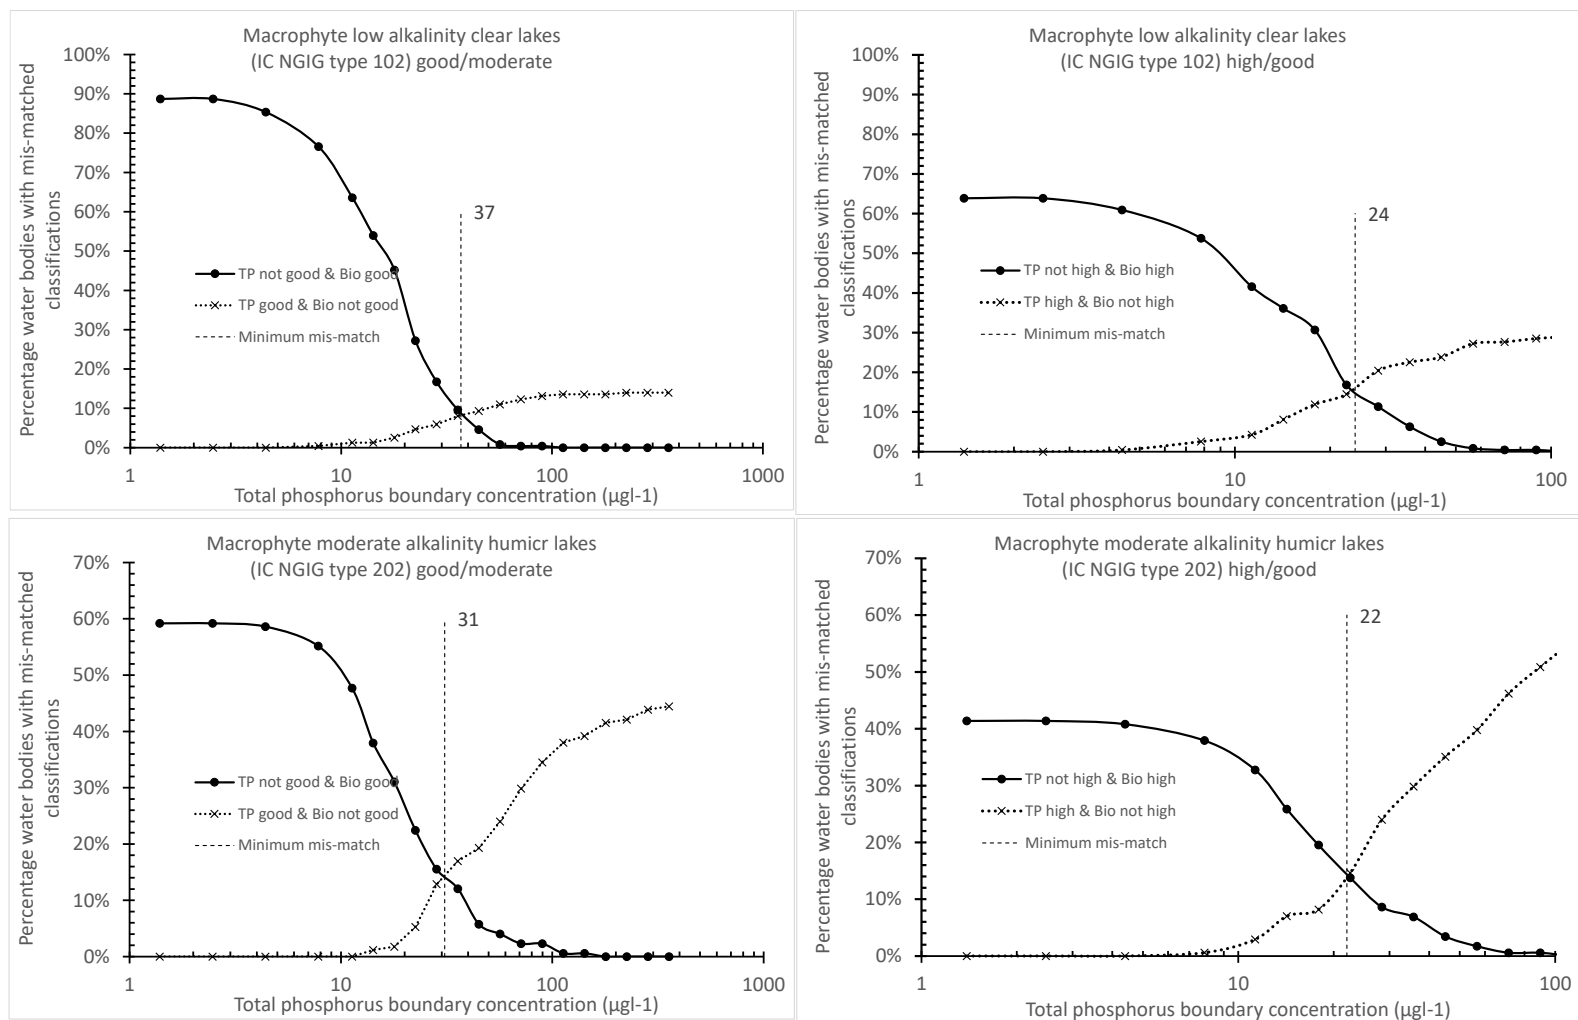 Macrophyte low alkalinity clear lakes
(IC NGIG type 102) good/moderate
Percentage water bodies with mis-matched
classifications
100%
90%
80%
70%
60%
50%
40%
30%
20%
10%
0%
37
TP not good & Bio good
TP good & Bio not good
Minimum mis-match
1
10
100
1000
Total phosphorus boundary concentration (µgl-1)
Macrophyte low alkalinity clear lakes
(IC NGIG type 102) high/good
Percentage water bodies with mis-matched
classifications
100%
90%
80%
70%
60%
50%
40%
30%
20%
10%
0%
24
TP not high & Bio high
TP high & Bio not high
Minimum mis-match
1
10
100
Total phosphorus boundary concentration (µgl-1)
Macrophyte moderate alkalinity humicr lakes
(IC NGIG type 202) good/moderate
Percentage water bodies with mis-matched
classifications
70%
60%
50%
40%
30%
20%
10%
0%
31
TP not good & Bio good
TP good & Bio not good
Minimum mis-match
1
10
100
1000
Total phosphorus boundary concentration (µgl-1)
Macrophyte moderate alkalinity humicr lakes
(IC NGIG type 202) high/good
Percentage water bodies with mis-matched
classifications
70%
60%
50%
40%
30%
20%
10%
0%
22
TP not high & Bio high
TP high & Bio not high
Minimum mis-match
1
10
100
Total phosphorus boundary concentration (µgl-1)